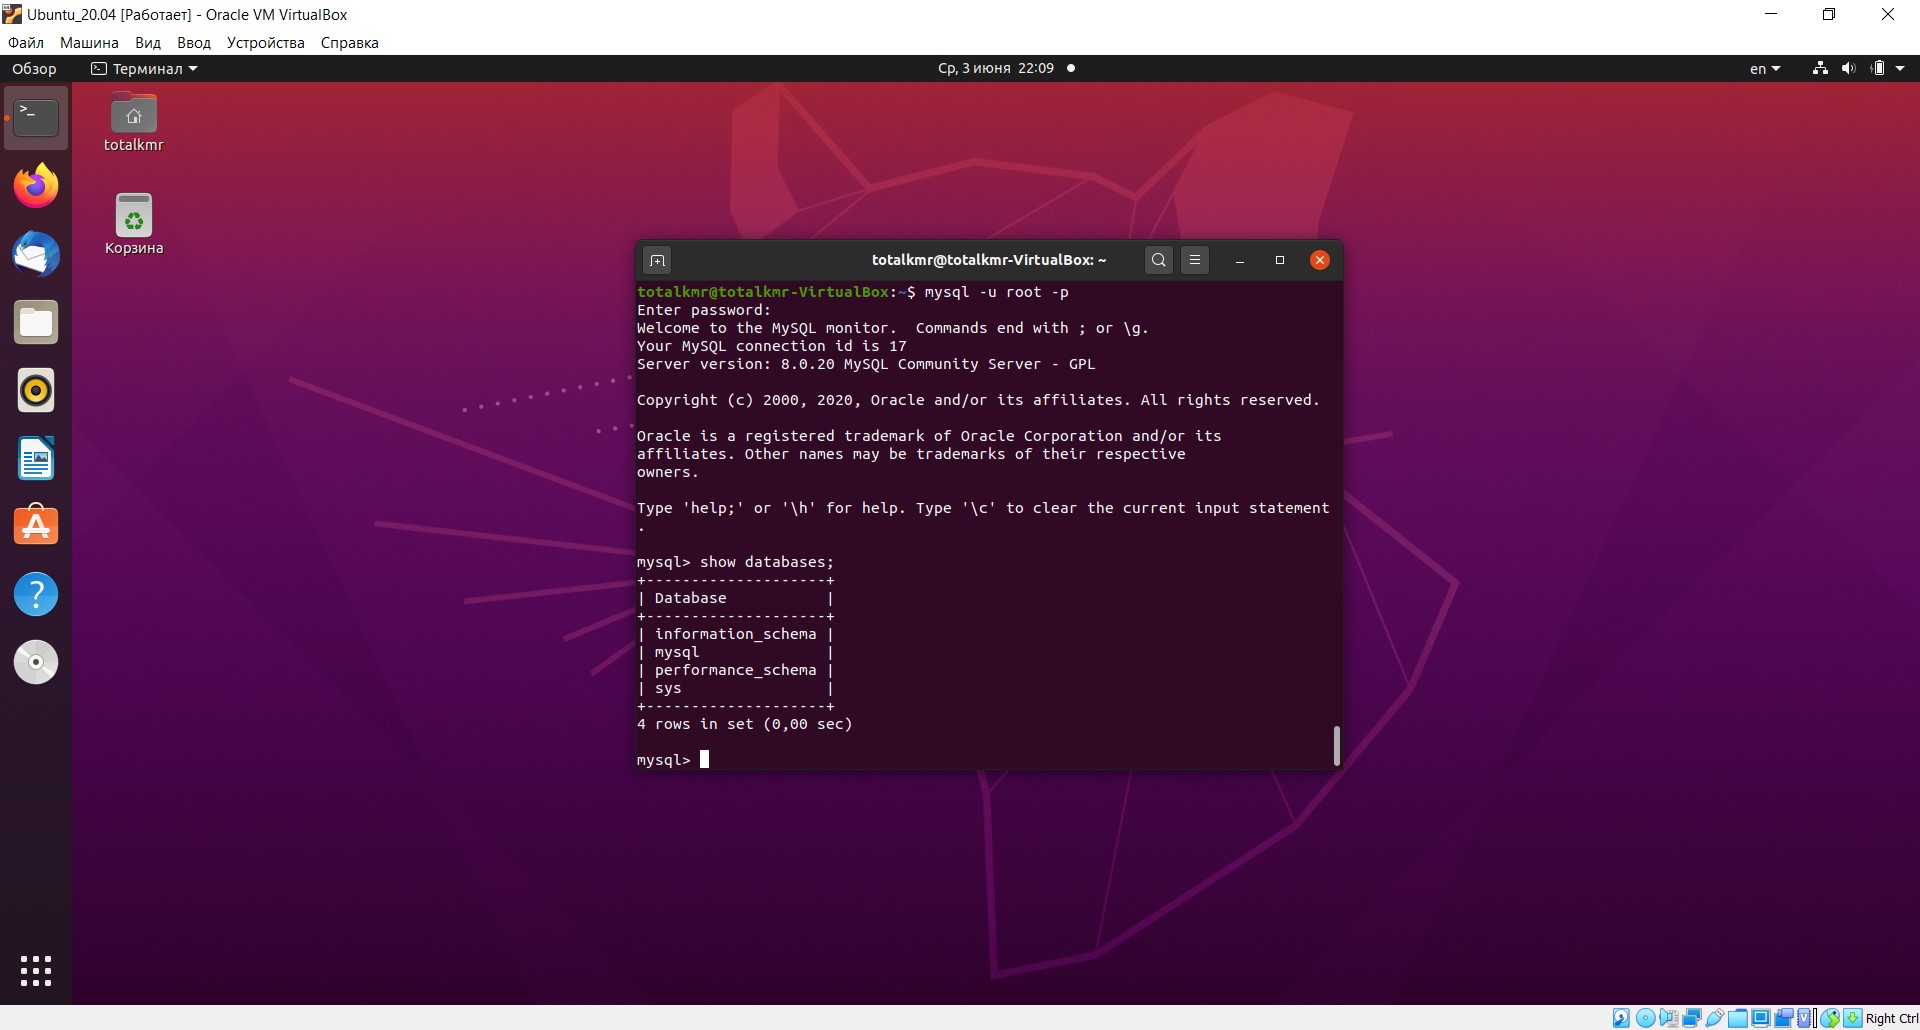 Ubuntu_20.04 [Работает] - Oracle VM VirtualBox
Файл Машина Вид Ввод Устройства Справка
Обзор Терминал Ср, 3 июня 22:09 en
totalkmr
Корзина
totalkmr@totalkmr-VirtualBox: ~
totalkmr@totalkmr-VirtualBox:~$ mysql -u root -p
Enter password:
Welcome to the MySQL monitor.  Commands end with ; or \g.
Your MySQL connection id is 17
Server version: 8.0.20 MySQL Community Server - GPL
Copyright (c) 2000, 2020, Oracle and/or its affiliates. All rights reserved.
Oracle is a registered trademark of Oracle Corporation and/or its
affiliates. Other names may be trademarks of their respective
owners.
Type 'help;' or '\h' for help. Type '\c' to clear the current input statement
.
mysql> show databases;
+--------------------+
| Database           |
+--------------------+
| information_schema |
| mysql              |
| performance_schema |
| sys                |
+--------------------+
4 rows in set (0,00 sec)
mysql>
Right Ctrl